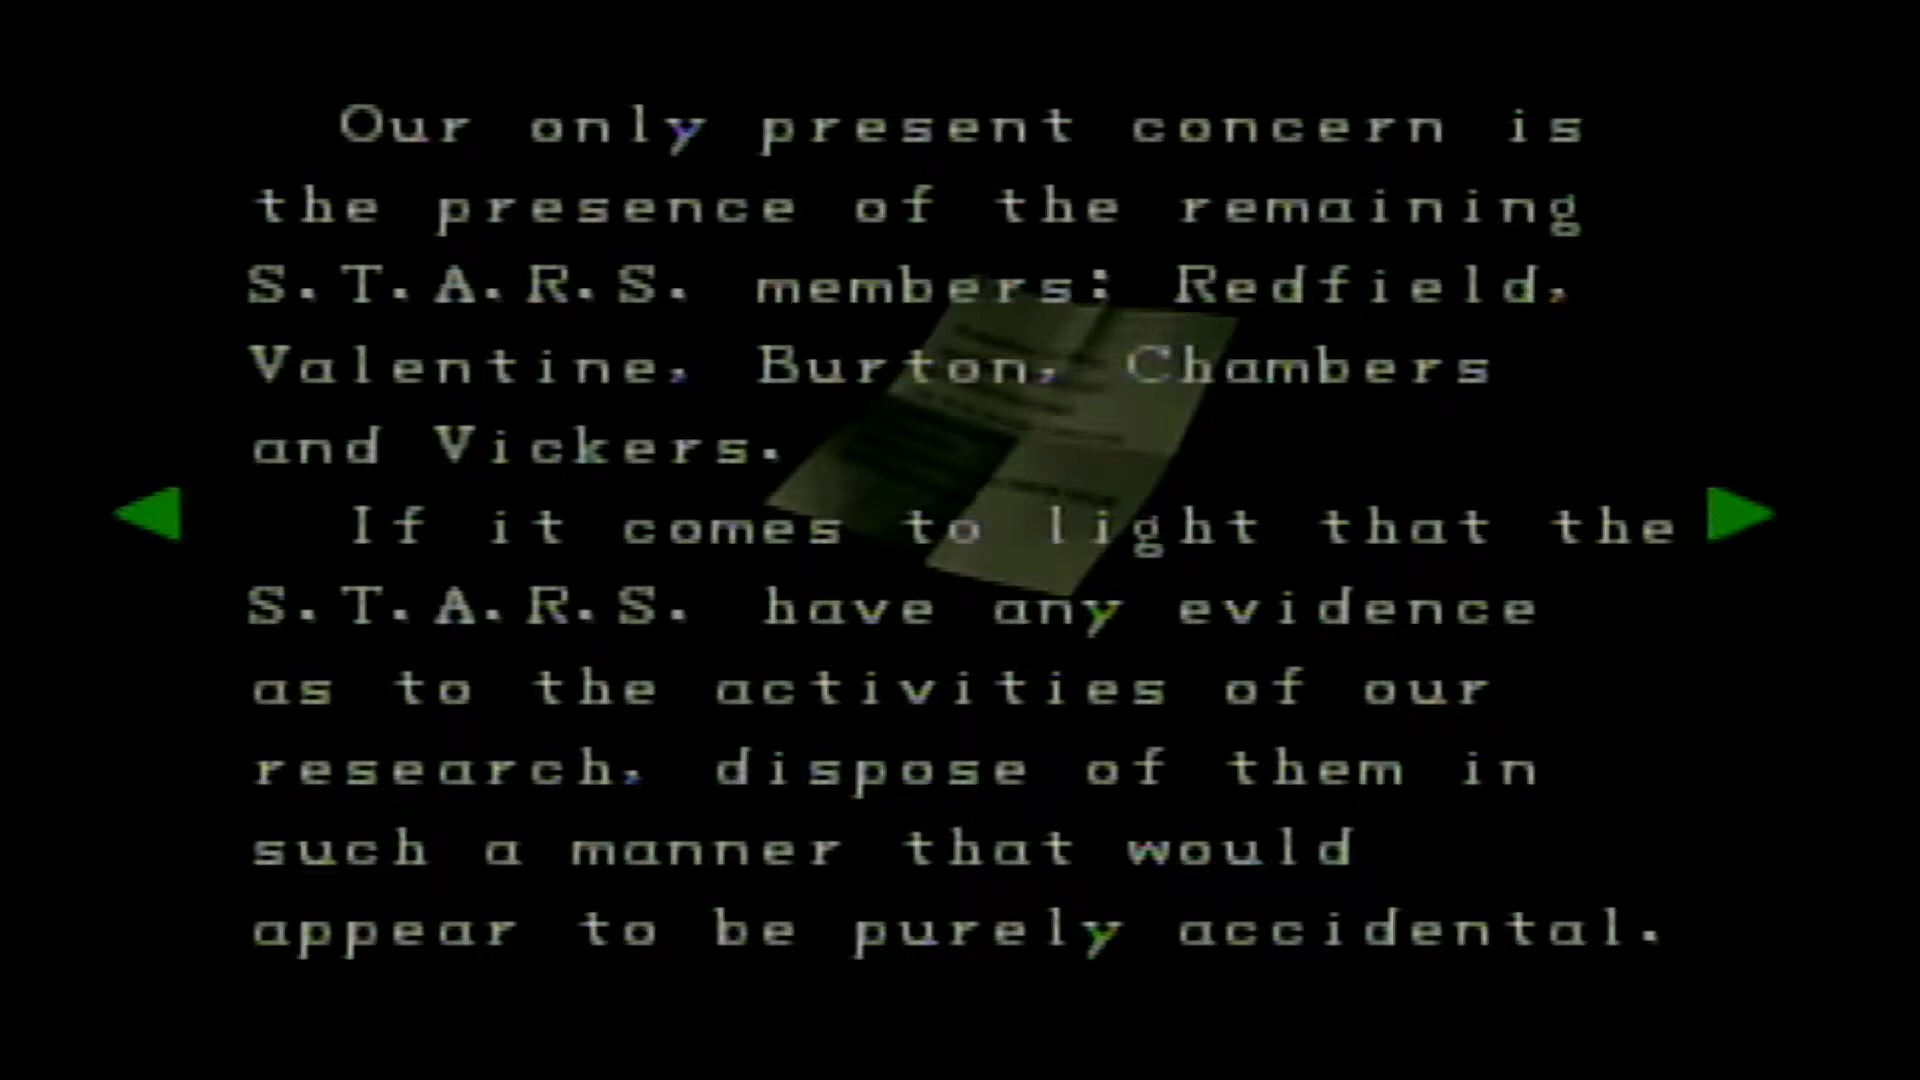 Our only present concern is
the presence of the remaining
S.T.A.R.S. members: Redfield,
Valentine, Burton, Chambers
and Vickers.
If it comes to light that the
S.T.A.R.S. have any evidence
as to the activities of our
research, dispose of them in
such a manner that would
appear to be purely accidental.